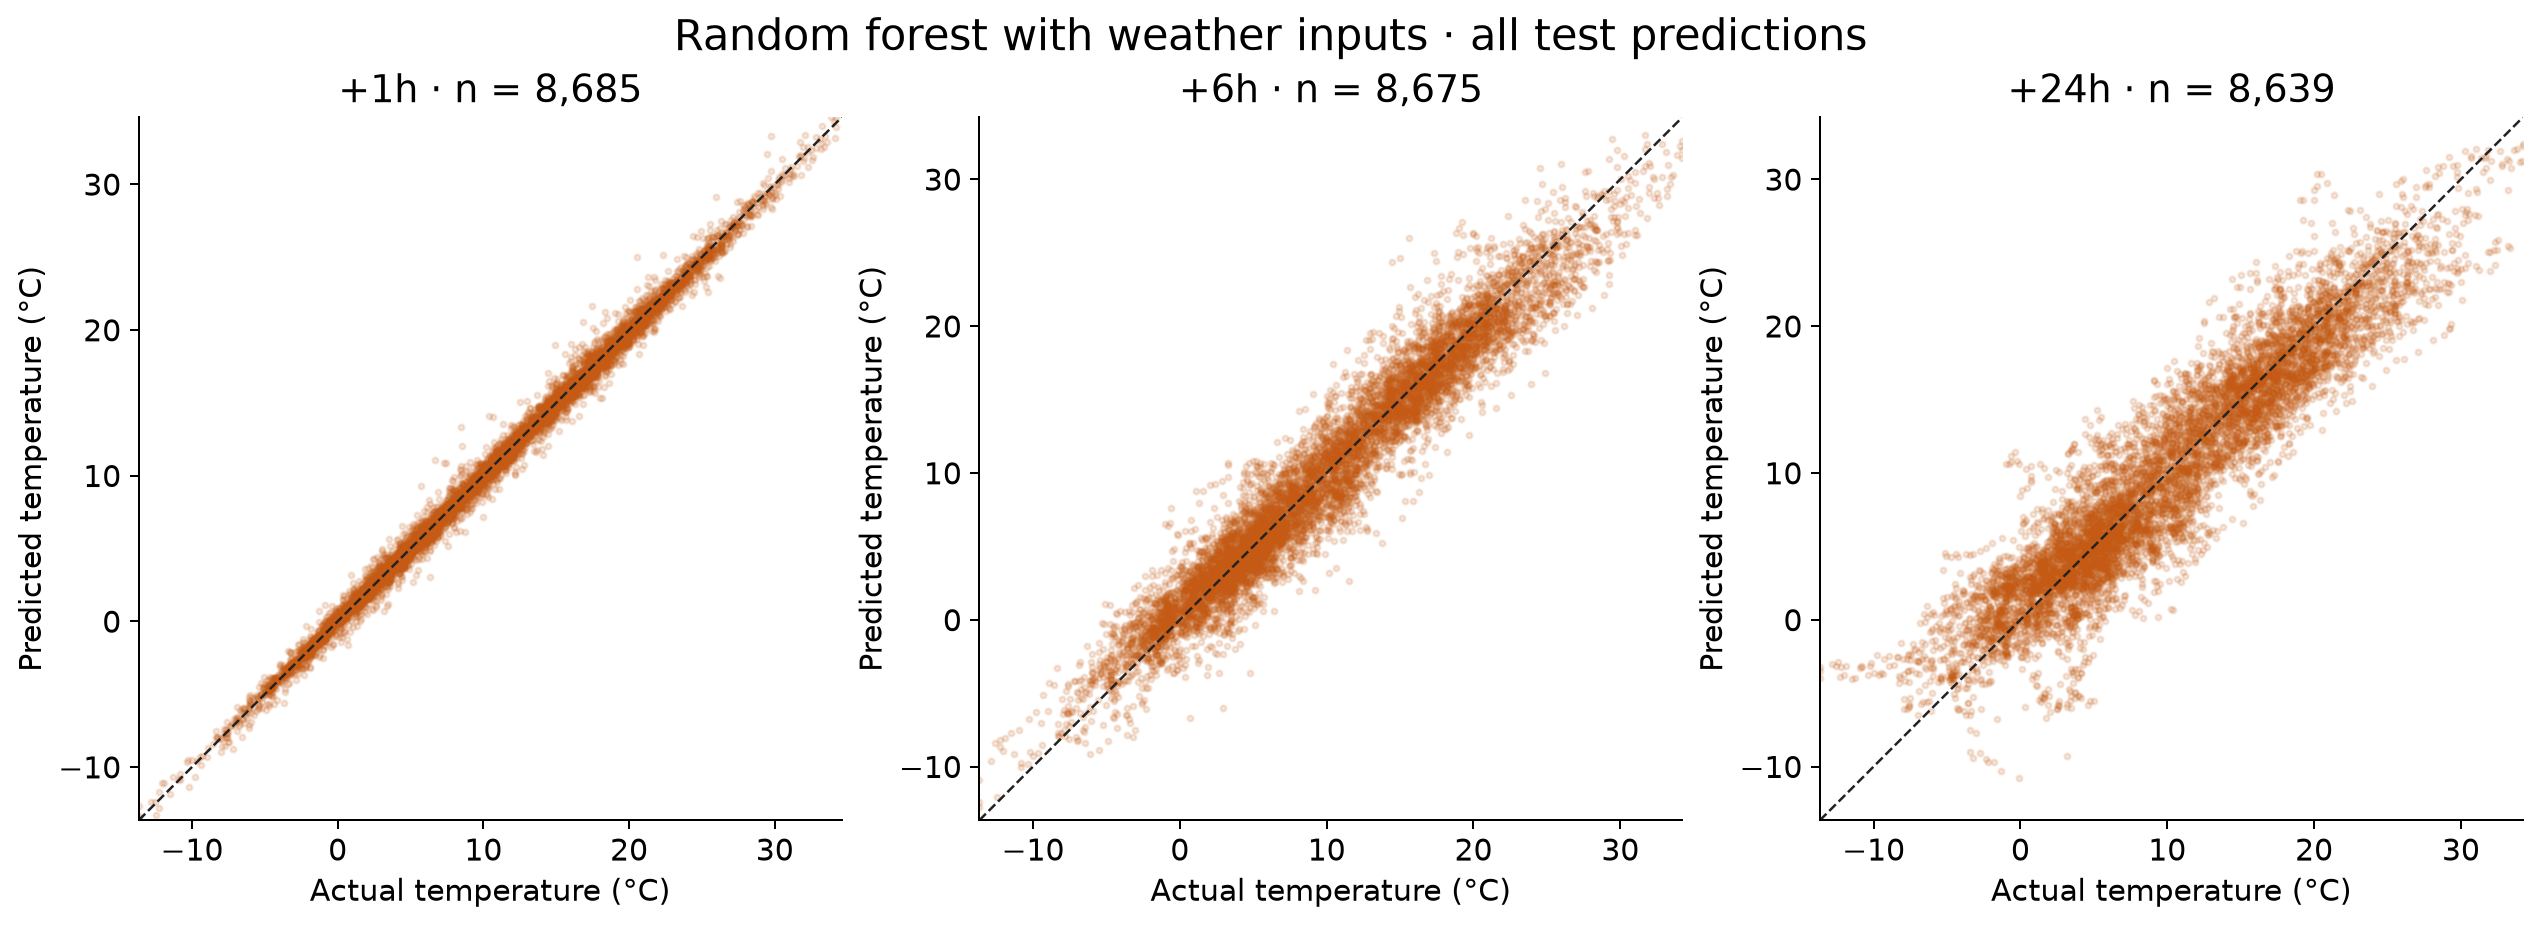 Random forest with weather inputs · all test predictions
+1h · n = 8,685
30
20
10
0
−10
Predicted temperature (°C)
−10 0 10 20 30
Actual temperature (°C)
+6h · n = 8,675
30
20
10
0
−10
Predicted temperature (°C)
−10 0 10 20 30
Actual temperature (°C)
+24h · n = 8,639
30
20
10
0
−10
Predicted temperature (°C)
−10 0 10 20 30
Actual temperature (°C)